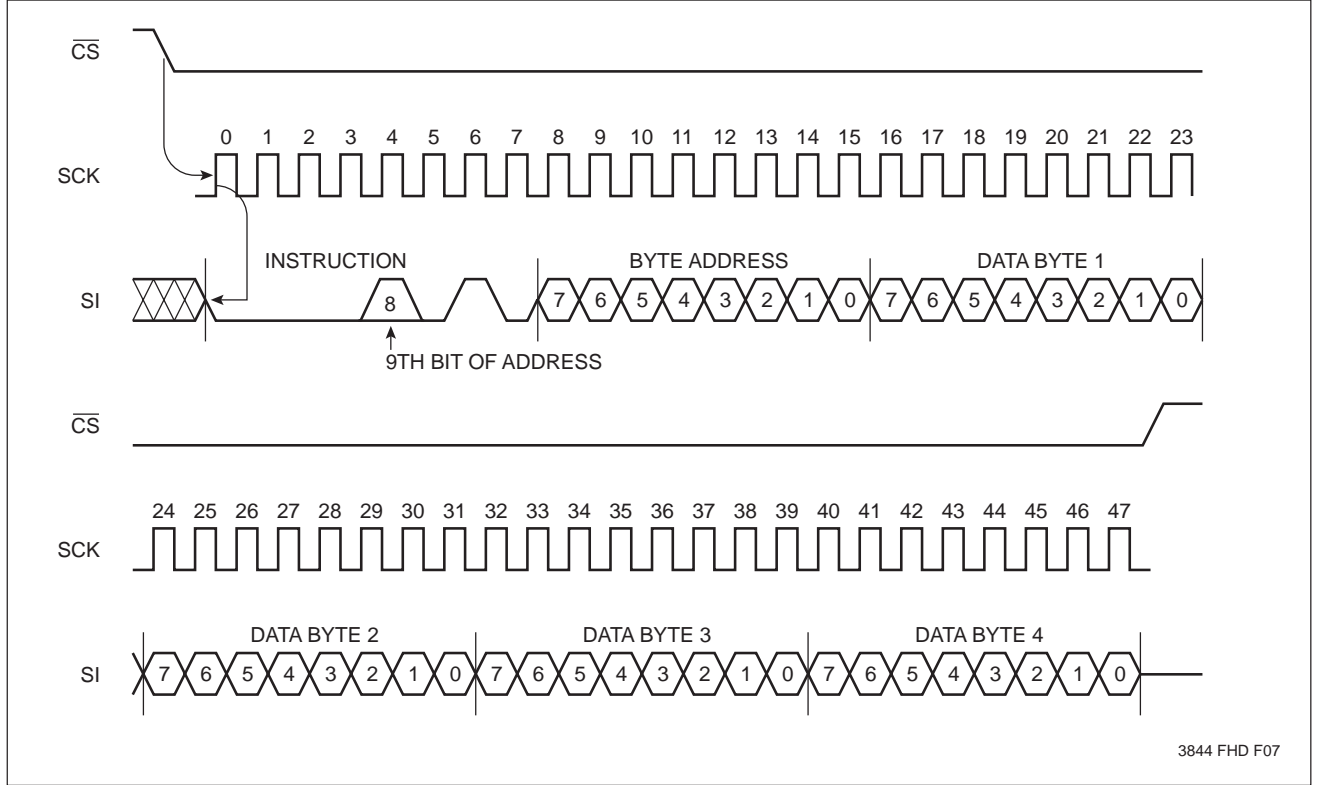 C̅S̅
0 1 2 3 4 5 6 7 8 9 10 11 12 13 14 15 16 17 18 19 20 21 22 23
SCK
INSTRUCTION BYTE ADDRESS DATA BYTE 1
SI 8 7 6 5 4 3 2 1 0 7 6 5 4 3 2 1 0
9TH BIT OF ADDRESS
C̅S̅
24 25 26 27 28 29 30 31 32 33 34 35 36 37 38 39 40 41 42 43 44 45 46 47
SCK
DATA BYTE 2 DATA BYTE 3 DATA BYTE 4
SI 7 6 5 4 3 2 1 0 7 6 5 4 3 2 1 0 7 6 5 4 3 2 1 0
3844 FHD F07